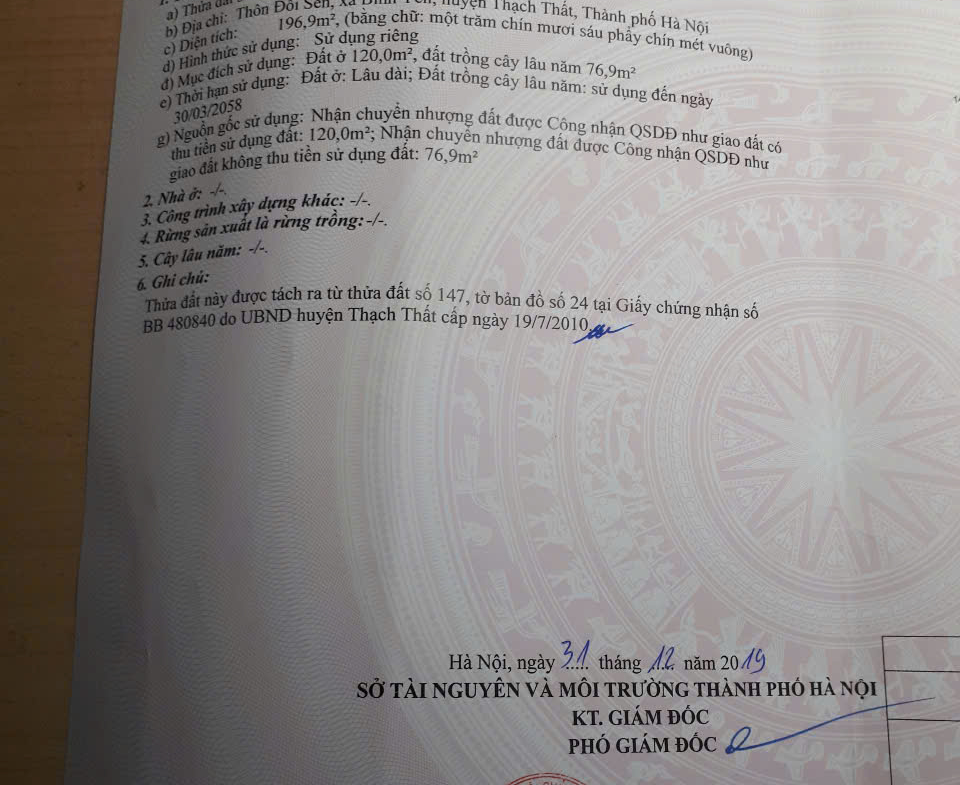 a) Thửa đất
b) Địa chỉ: Thôn Đồi Sen, xã Bình Yên, huyện Thạch Thất, Thành phố Hà Nội
c) Diện tích: 196,9m², (bằng chữ: một trăm chín mươi sáu phẩy chín mét vuông)
d) Hình thức sử dụng: Sử dụng riêng
đ) Mục đích sử dụng: Đất ở 120,0m², đất trồng cây lâu năm 76,9m²
e) Thời hạn sử dụng: Đất ở: Lâu dài; Đất trồng cây lâu năm: sử dụng đến ngày
30/03/2058
g) Nguồn gốc sử dụng: Nhận chuyển nhượng đất được Công nhận QSDĐ như giao đất có
thu tiền sử dụng đất: 120,0m²; Nhận chuyển nhượng đất được Công nhận QSDĐ như
giao đất không thu tiền sử dụng đất: 76,9m²
2. Nhà ở: -/-.
3. Công trình xây dựng khác: -/-.
4. Rừng sản xuất là rừng trồng: -/-.
5. Cây lâu năm: -/-.
6. Ghi chú:
Thửa đất này được tách ra từ thửa đất số 147, tờ bản đồ số 24 tại Giấy chứng nhận số
BB 480840 do UBND huyện Thạch Thất cấp ngày 19/7/2010
Hà Nội, ngày 31 tháng 12 năm 2019
SỞ TÀI NGUYÊN VÀ MÔI TRƯỜNG THÀNH PHỐ HÀ NỘI
KT. GIÁM ĐỐC
PHÓ GIÁM ĐỐC